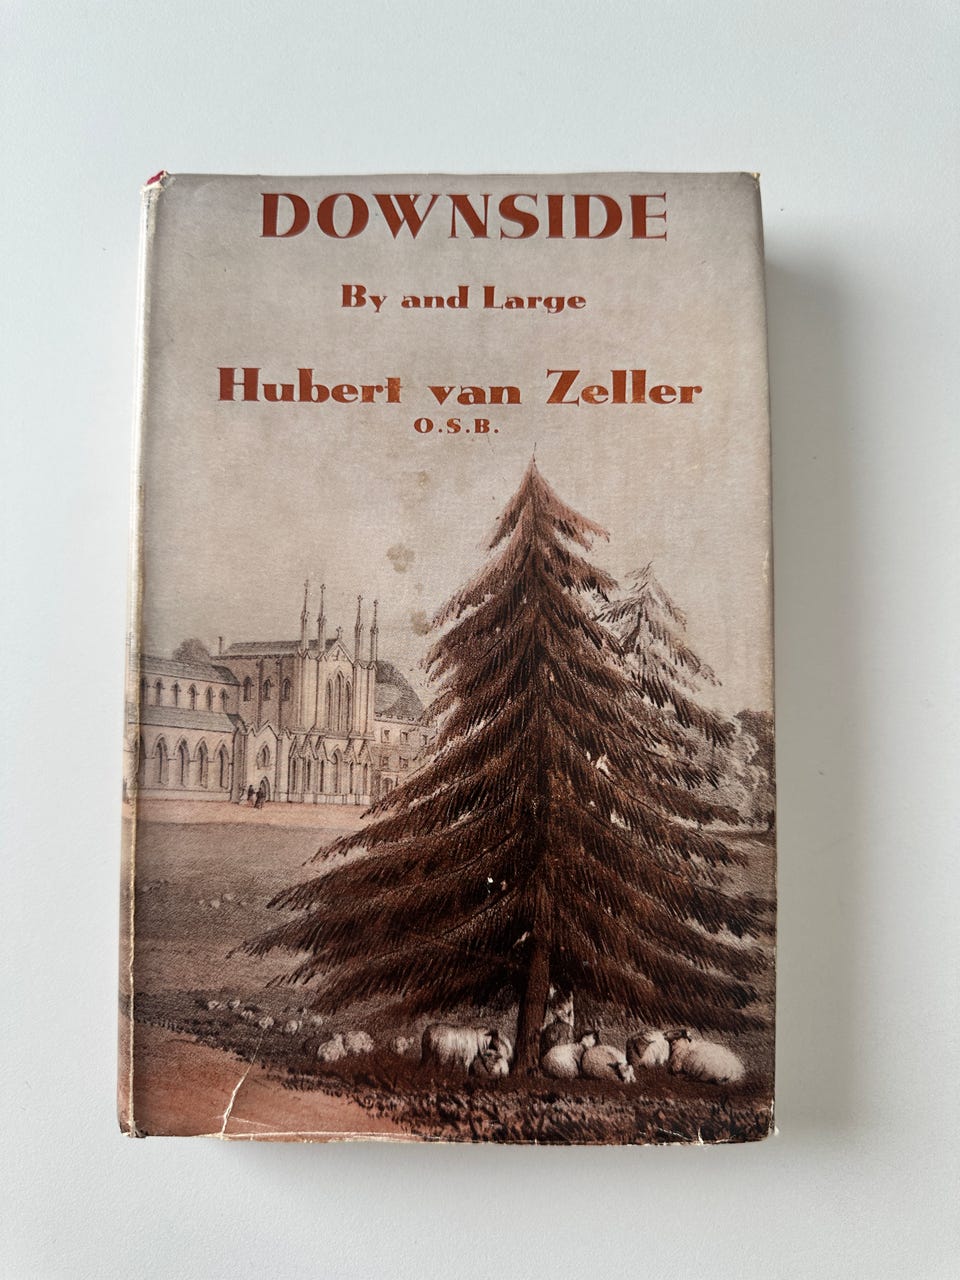 DOWNSIDE
By and Large
Hubert van Zeller
O.S.B.